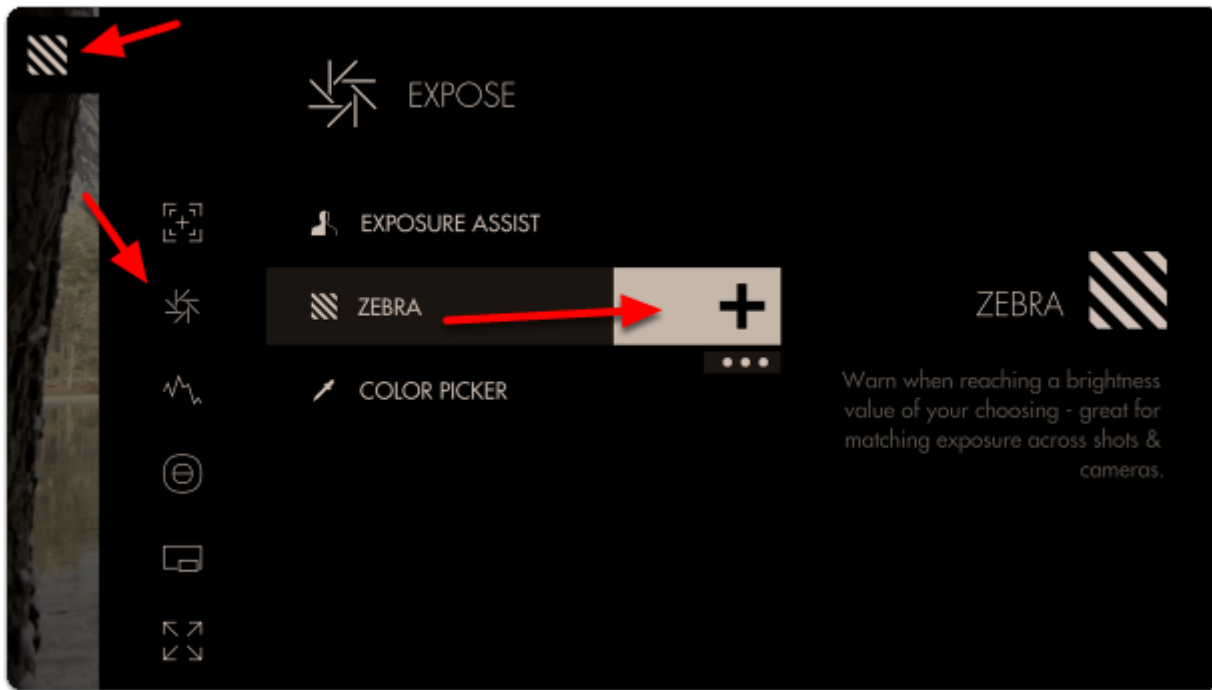 EXPOSE
EXPOSURE ASSIST
ZEBRA
COLOR PICKER
ZEBRA
Warn when reaching a brightness
value of your choosing - great for
matching exposure across shots &
cameras.